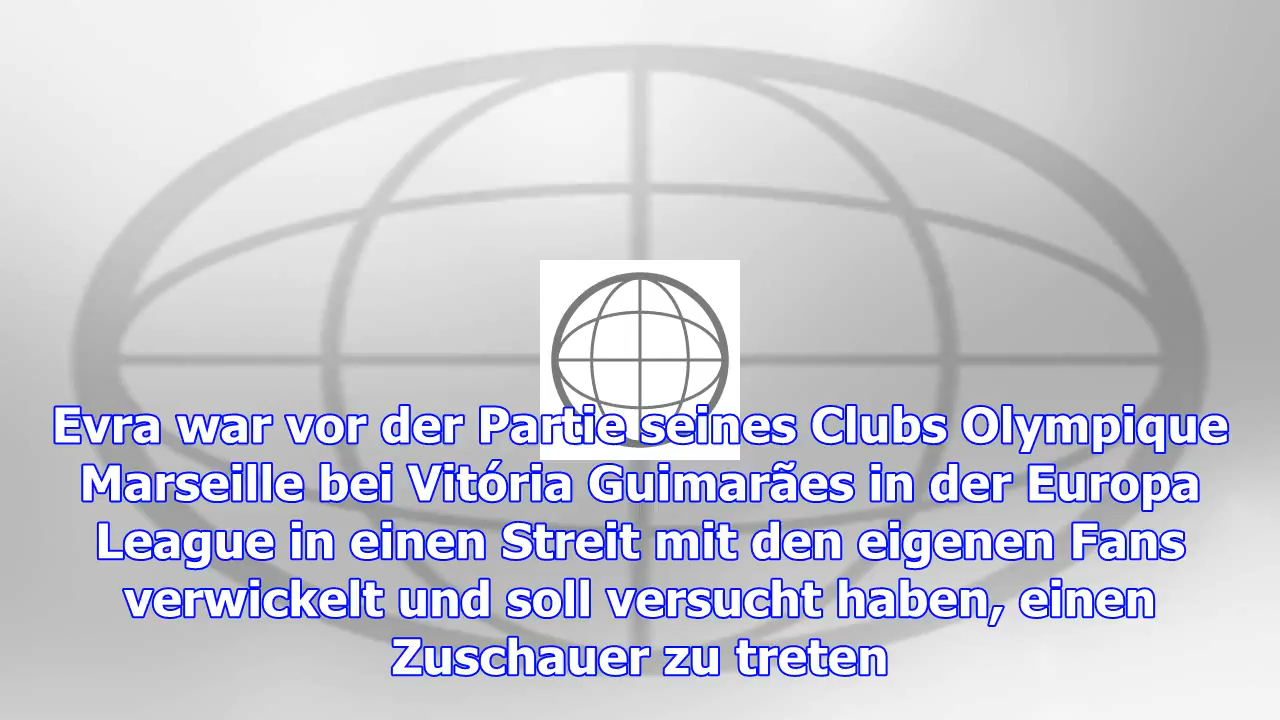 Evra war vor der Partie seines Clubs Olympique
Marseille bei Vitória Guimarães in der Europa
League in einen Streit mit den eigenen Fans
verwickelt und soll versucht haben, einen
Zuschauer zu treten